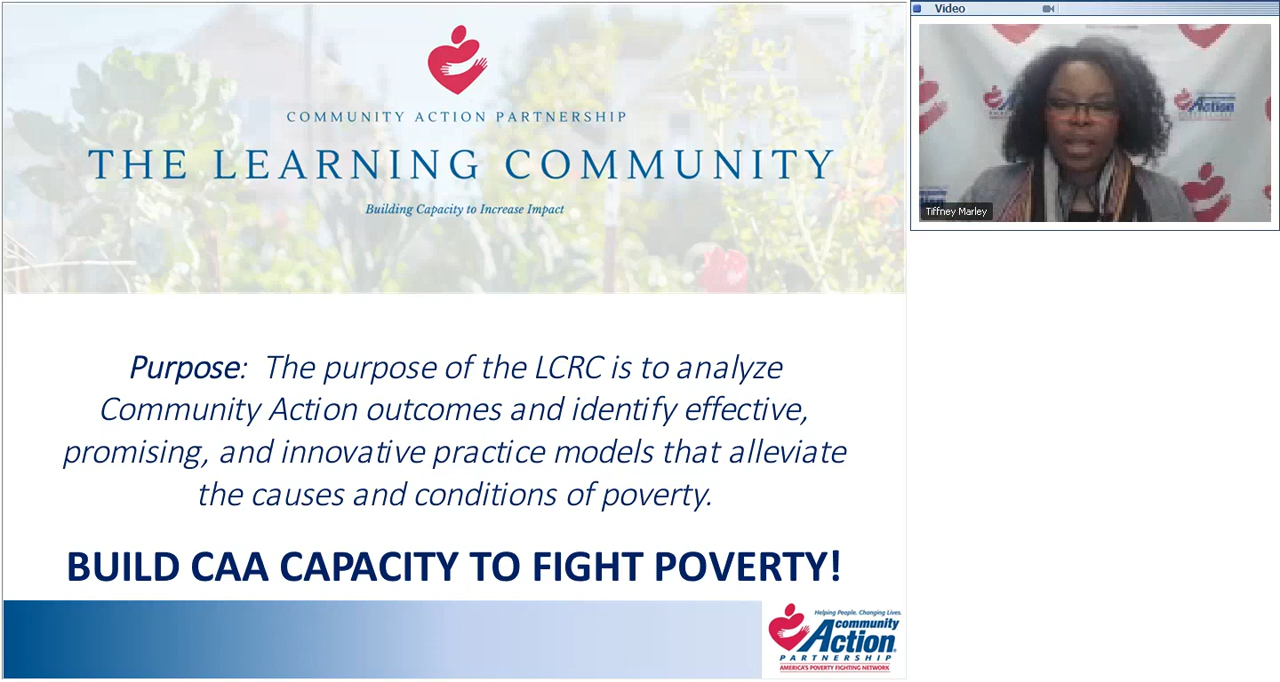 COMMUNITY ACTION PARTNERSHIP
THE LEARNING COMMUNITY
Building Capacity to Increase Impact
Purpose: The purpose of the LCRC is to analyze
Community Action outcomes and identify effective,
promising, and innovative practice models that alleviate
the causes and conditions of poverty.
BUILD CAA CAPACITY TO FIGHT POVERTY!
Helping People. Changing Lives.
community
Action
PARTNERSHIP
AMERICA'S POVERTY FIGHTING NETWORK
Video
Action
Tiffney Marley